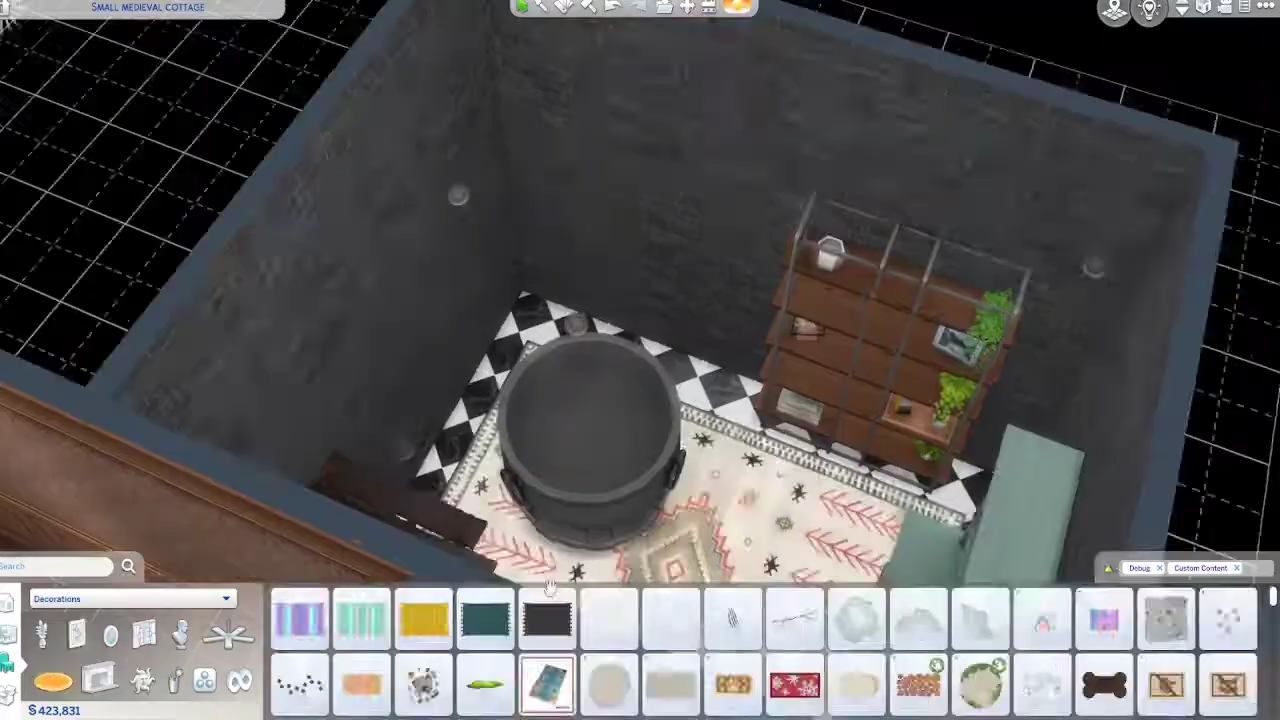 SMALL MEDIEVAL COTTAGE
Debug
Custom Content
Search
Decorations
$423,831